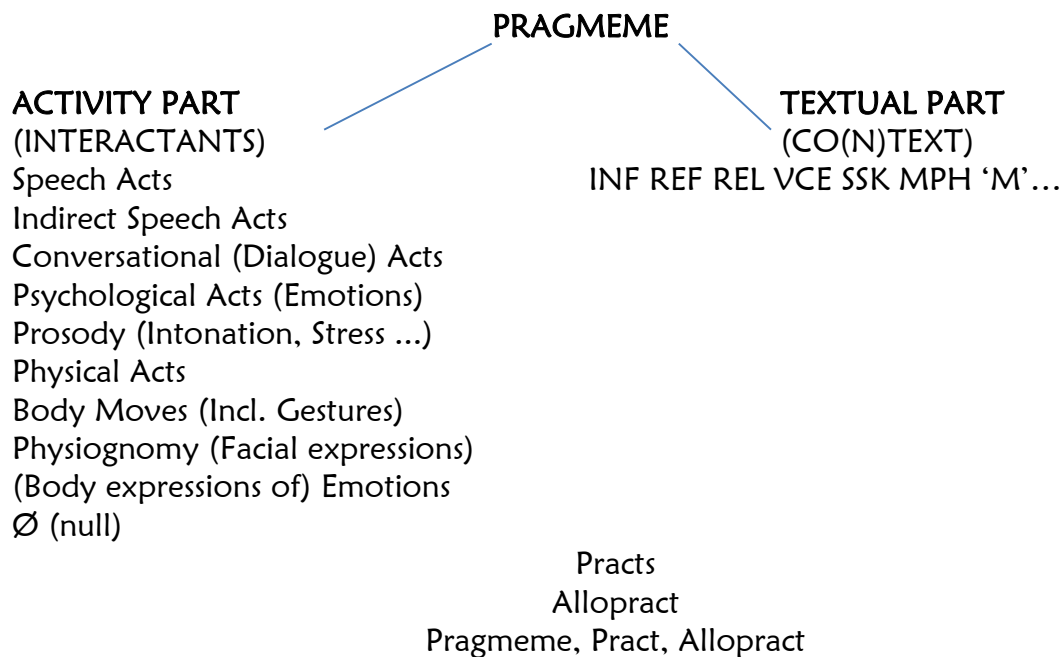 PRAGMEME
ACTIVITY PART
TEXTUAL PART
(INTERACTANTS)
(CO(N)TEXT)
Speech Acts
INF REF REL VCE SSK MPH ‘M’…
Indirect Speech Acts
Conversational (Dialogue) Acts
Psychological Acts (Emotions)
Prosody (Intonation, Stress ...)
Physical Acts
Body Moves (Incl. Gestures)
Physiognomy (Facial expressions)
(Body expressions of) Emotions
Ø (null)
Practs
Allopract
Pragmeme, Pract, Allopract